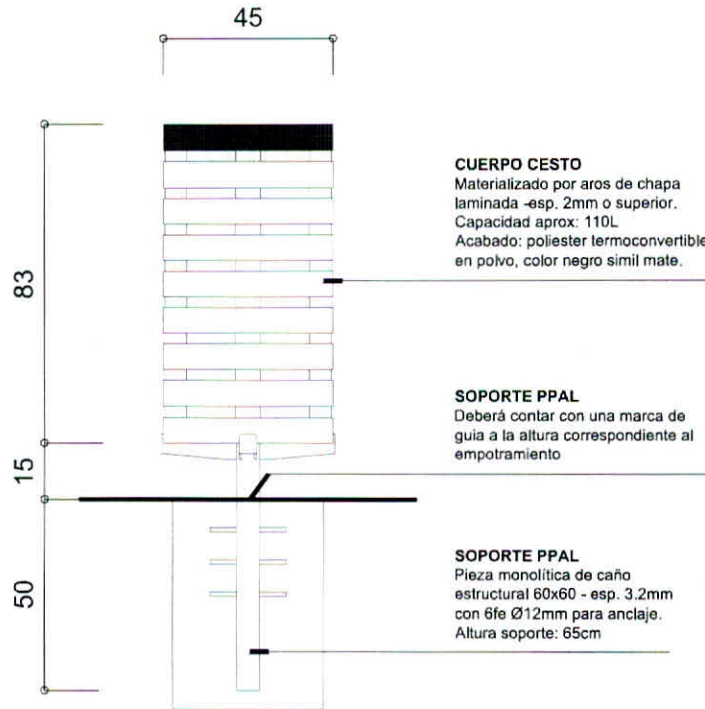 45
83
15
50
CUERPO CESTO
Materializado por aros de chapa
laminada -esp. 2mm o superior.
Capacidad aprox: 110L
Acabado: poliester termoconvertible
en polvo, color negro simil mate.
SOPORTE PPAL
Deberá contar con una marca de
guia a la altura correspondiente al
empotramiento
SOPORTE PPAL
Pieza monolítica de caño
estructural 60x60 - esp. 3.2mm
con 6fe Ø12mm para anclaje.
Altura soporte: 65cm